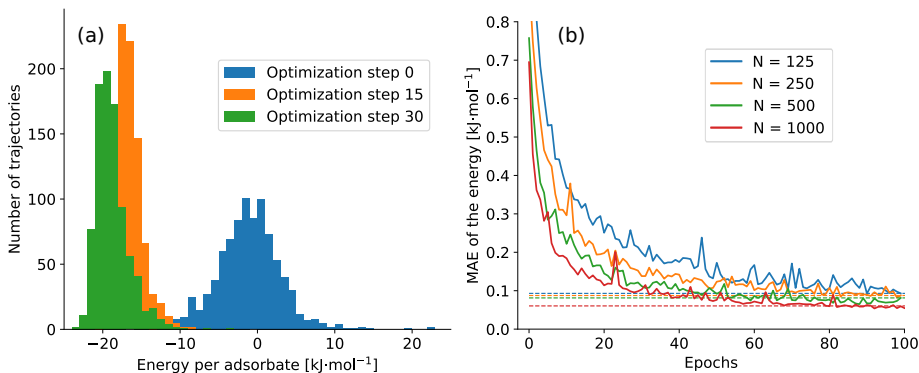 (a)
Optimization step 0
Optimization step 15
Optimization step 30
Number of trajectories
200
150
100
50
0
−20
−10
0
10
20
Energy per adsorbate [kJ·mol⁻¹]
(b)
N = 125
N = 250
N = 500
N = 1000
MAE of the energy [kJ·mol⁻¹]
0.8
0.7
0.6
0.5
0.4
0.3
0.2
0.1
0.0
0
20
40
60
80
100
Epochs